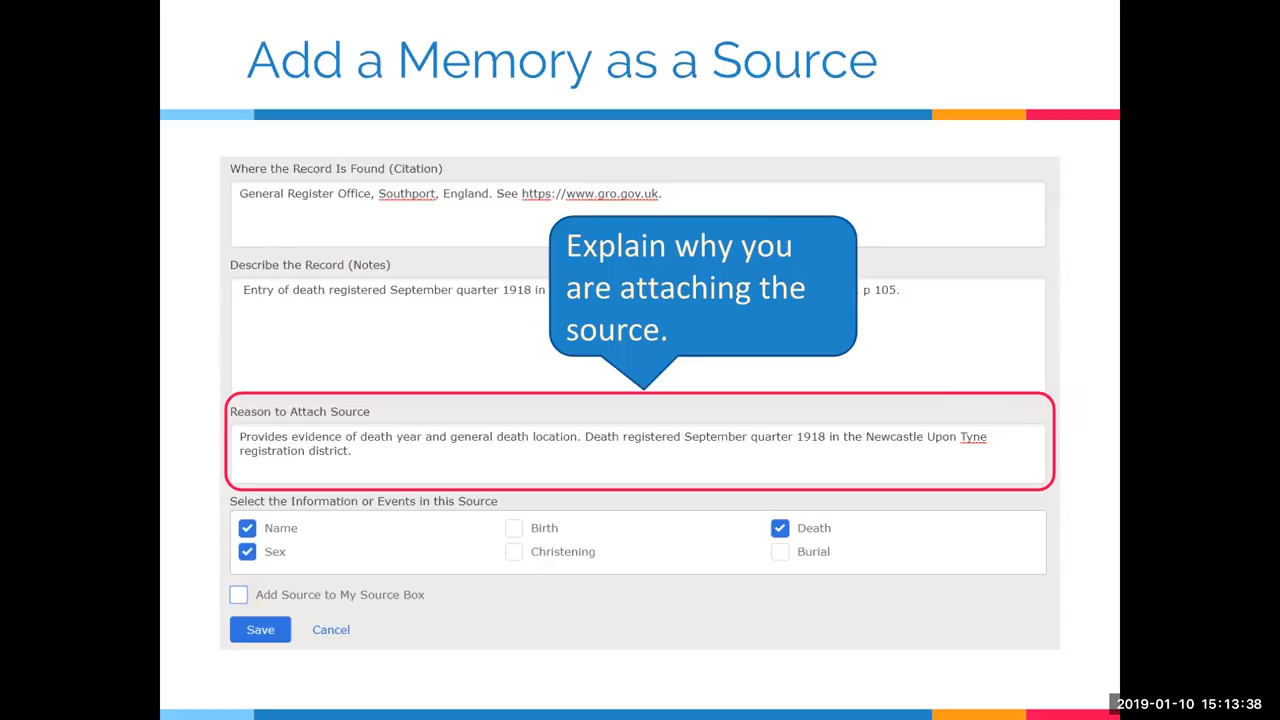 Add a Memory as a Source
Where the Record Is Found (Citation)
General Register Office, Southport, England. See https://www.gro.gov.uk.
Explain why you
are attaching the
source.
Describe the Record (Notes)
Entry of death registered September quarter 1918 in p 105.
Reason to Attach Source
Provides evidence of death year and general death location. Death registered September quarter 1918 in the Newcastle Upon Tyne
registration district.
Select the Information or Events in this Source
Name Birth Death
Sex Christening Burial
Add Source to My Source Box
Save Cancel
2019-01-10 15:13:38